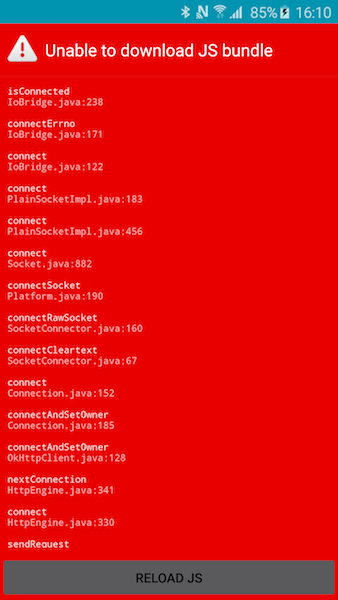 85% 16:10
Unable to download JS bundle
isConnected
IoBridge.java:238
connectErrno
IoBridge.java:171
connect
IoBridge.java:122
connect
PlainSocketImpl.java:183
connect
PlainSocketImpl.java:456
connect
Socket.java:882
connectSocket
Platform.java:190
connectRawSocket
SocketConnector.java:160
connectCleartext
SocketConnector.java:67
connect
Connection.java:152
connectAndSetOwner
Connection.java:185
connectAndSetOwner
OkHttpClient.java:128
nextConnection
HttpEngine.java:341
connect
HttpEngine.java:330
sendRequest
RELOAD JS